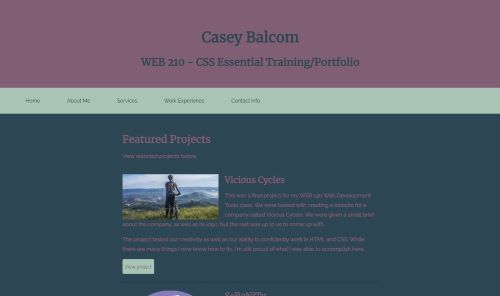 Casey Balcom
WEB 210 - CSS Essential Training/Portfolio
Home About Me Services Work Experience Contact Info
Featured Projects
View selected projects below.
Vicious Cycles
This was a final project for my WEB 140 Web Development
Tools class. We were tasked with creating a website for a
company called Vicious Cycles. We were given a small brief
about the company, as well as its logo, but the rest was up to us to come up with.
The project tested our creativity as well as our ability to confidently work in HTML and CSS. While
there are many things I now know how to fix, I'm still proud of what I was able to accomplish here.
View project
SeRaNiTy